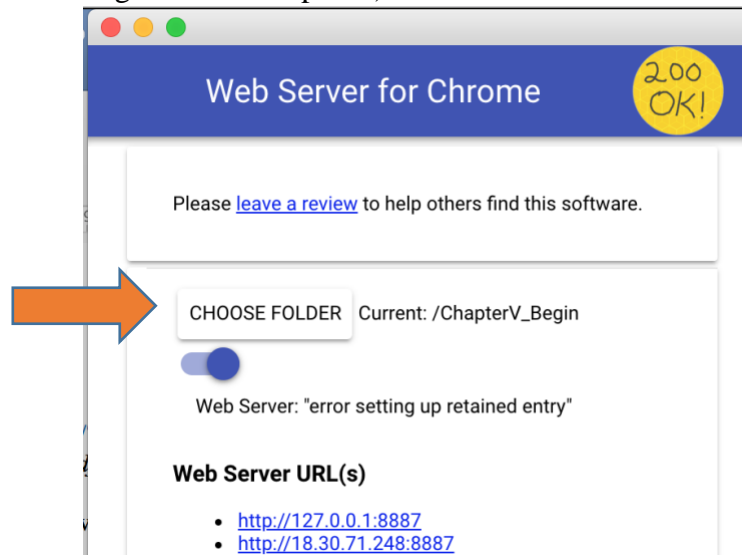 Web Server for Chrome
200
OK!
Please leave a review to help others find this software.
CHOOSE FOLDER Current: /ChapterV_Begin
Web Server: "error setting up retained entry"
Web Server URL(s)
http://127.0.0.1:8887
http://18.30.71.248:8887